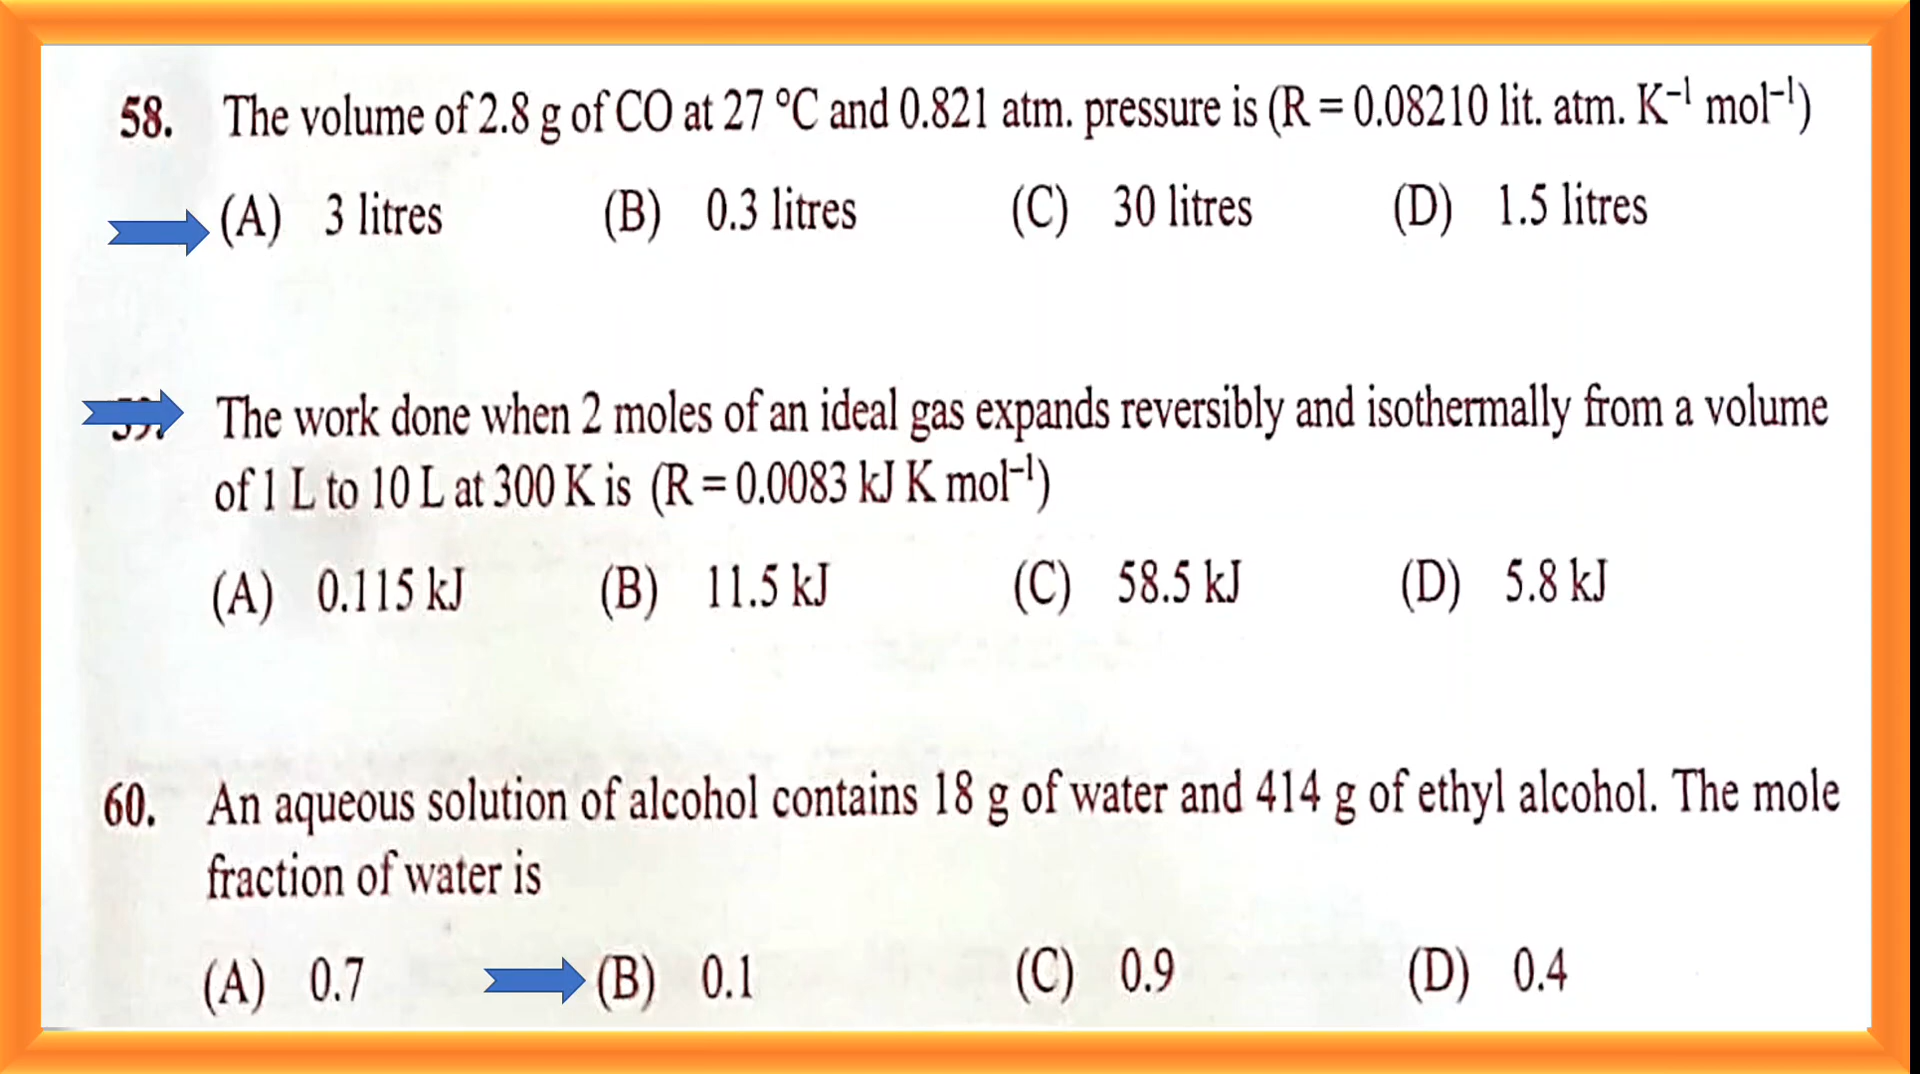 58. The volume of 2.8 g of CO at 27 °C and 0.821 atm. pressure is (R = 0.08210 lit. atm. K⁻¹ mol⁻¹)
(A) 3 litres (B) 0.3 litres (C) 30 litres (D) 1.5 litres
59. The work done when 2 moles of an ideal gas expands reversibly and isothermally from a volume
of 1 L to 10 L at 300 K is (R = 0.0083 kJ K mol⁻¹)
(A) 0.115 kJ (B) 11.5 kJ (C) 58.5 kJ (D) 5.8 kJ
60. An aqueous solution of alcohol contains 18 g of water and 414 g of ethyl alcohol. The mole
fraction of water is
(A) 0.7 (B) 0.1 (C) 0.9 (D) 0.4